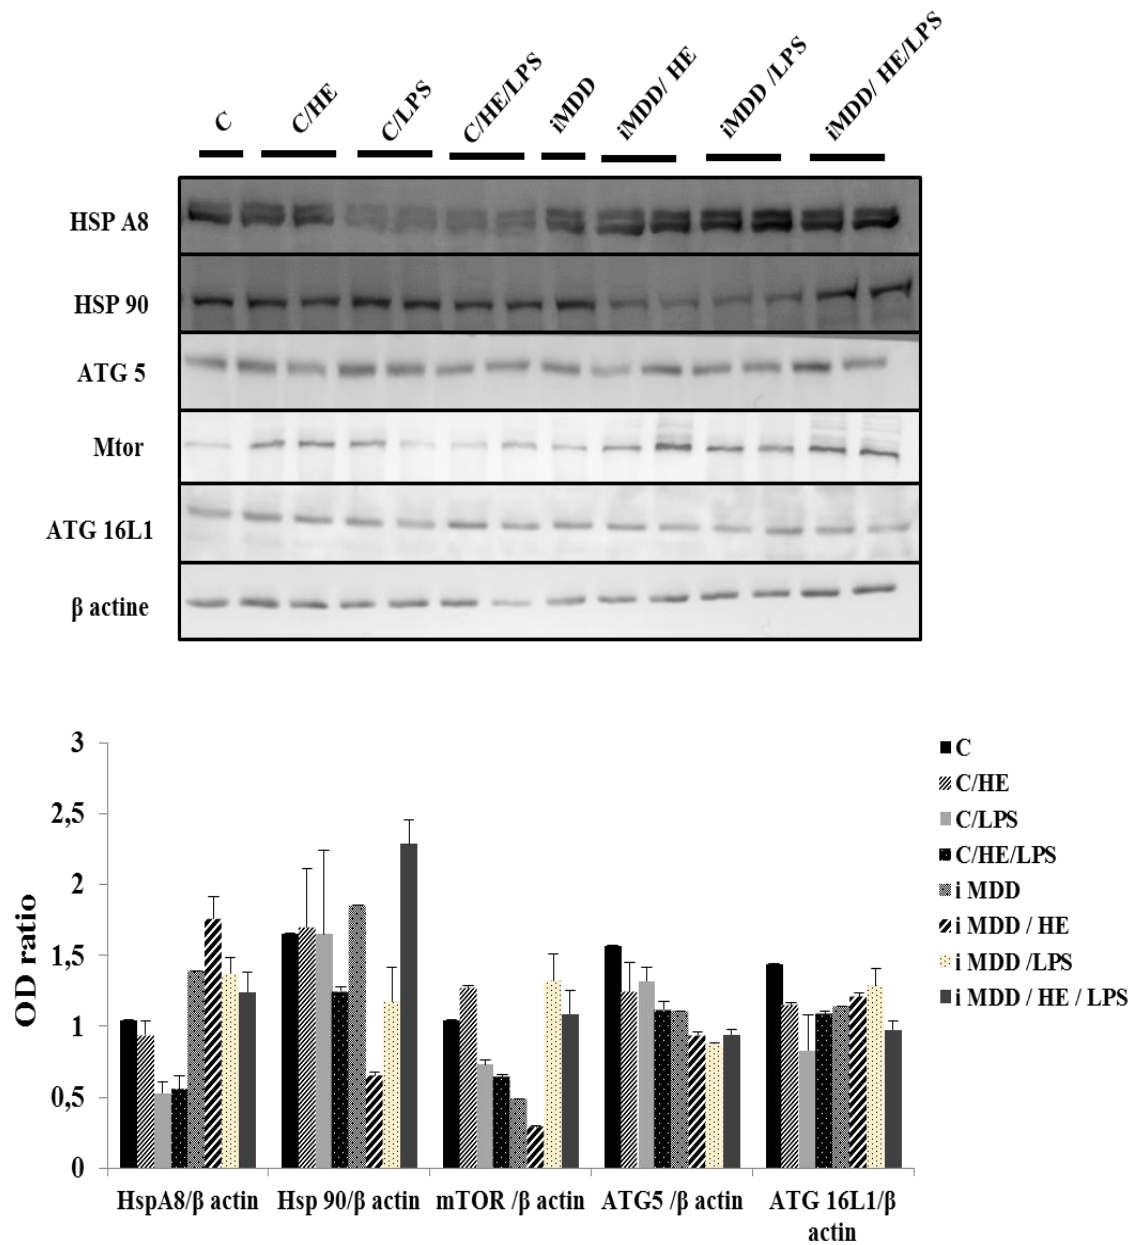 C
C/HE
C/LPS
C/HE/LPS
iMDD
iMDD/ HE
iMDD /LPS
iMDD/ HE/LPS
HSP A8
HSP 90
ATG 5
Mtor
ATG 16L1
β actine
3
2,5
2
1,5
1
0,5
0
OD ratio
HspA8/β actin
Hsp 90/β actin
mTOR /β actin
ATG5 /β actin
ATG 16L1/β
actin
C
C/HE
C/LPS
C/HE/LPS
i MDD
i MDD / HE
i MDD /LPS
i MDD / HE / LPS